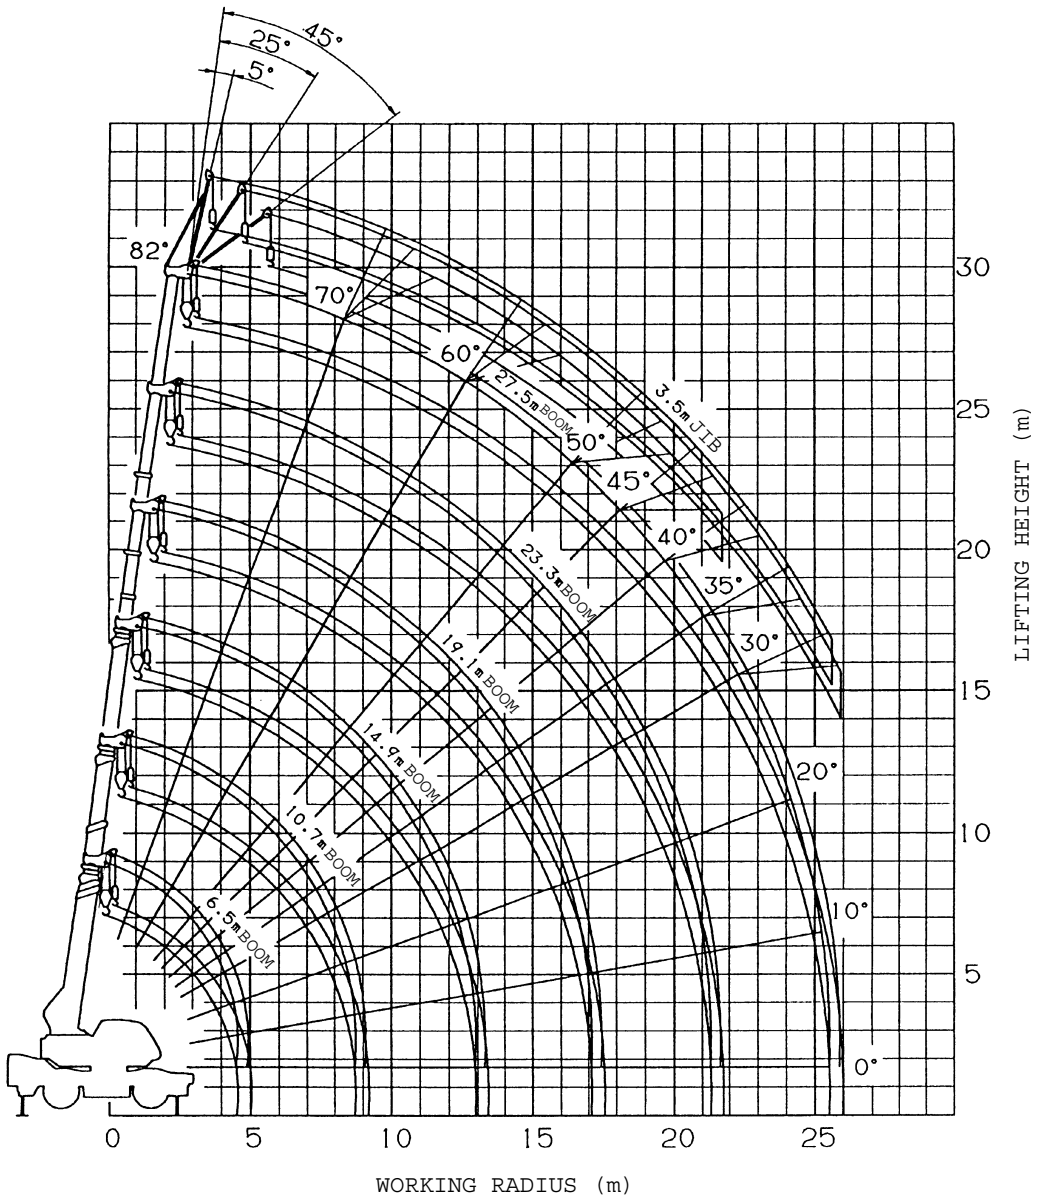 45°
25°
5°
82°
30
70°
60°
27.5m BOOM
3.5m JIB
25
50°
45°
LIFTING HEIGHT (m)
40°
20
23.3m BOOM
35°
30°
19.1m BOOM
15
14.9m BOOM
20°
10
10.7m BOOM
10°
6.5m BOOM
5
0°
0 5 10 15 20 25
WORKING RADIUS (m)